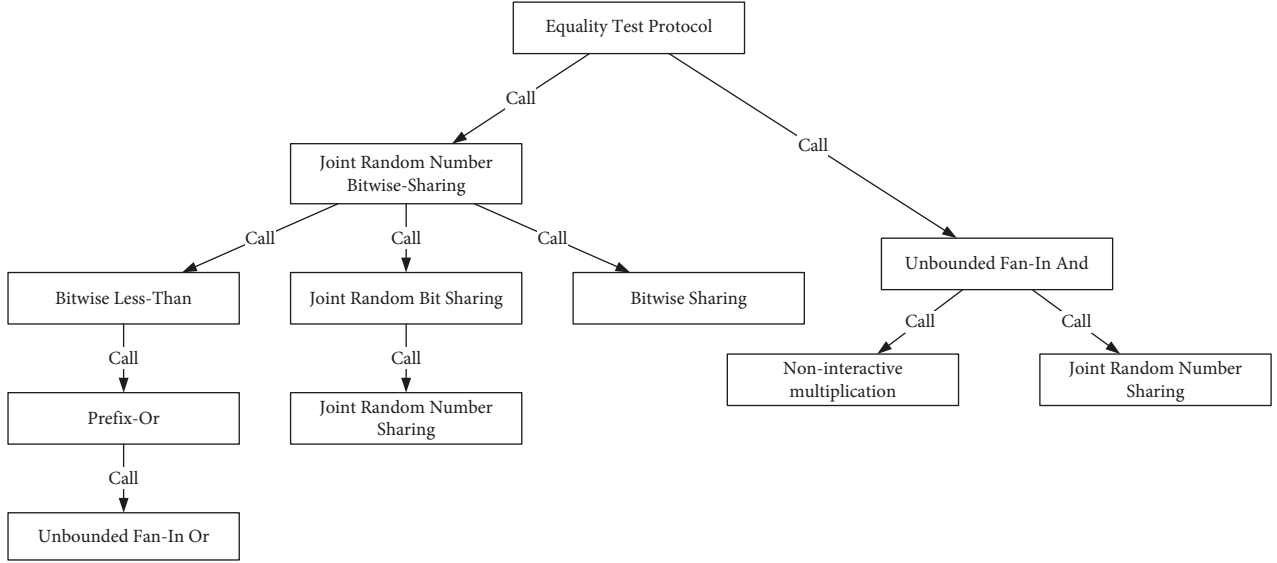 Equality Test Protocol
Call
Call
Joint Random Number
Bitwise-Sharing
Call
Call
Call
Unbounded Fan-In And
Bitwise Less-Than
Joint Random Bit Sharing
Bitwise Sharing
Call
Call
Call
Call
Non-interactive
multiplication
Joint Random Number
Sharing
Prefix-Or
Joint Random Number
Sharing
Call
Unbounded Fan-In Or